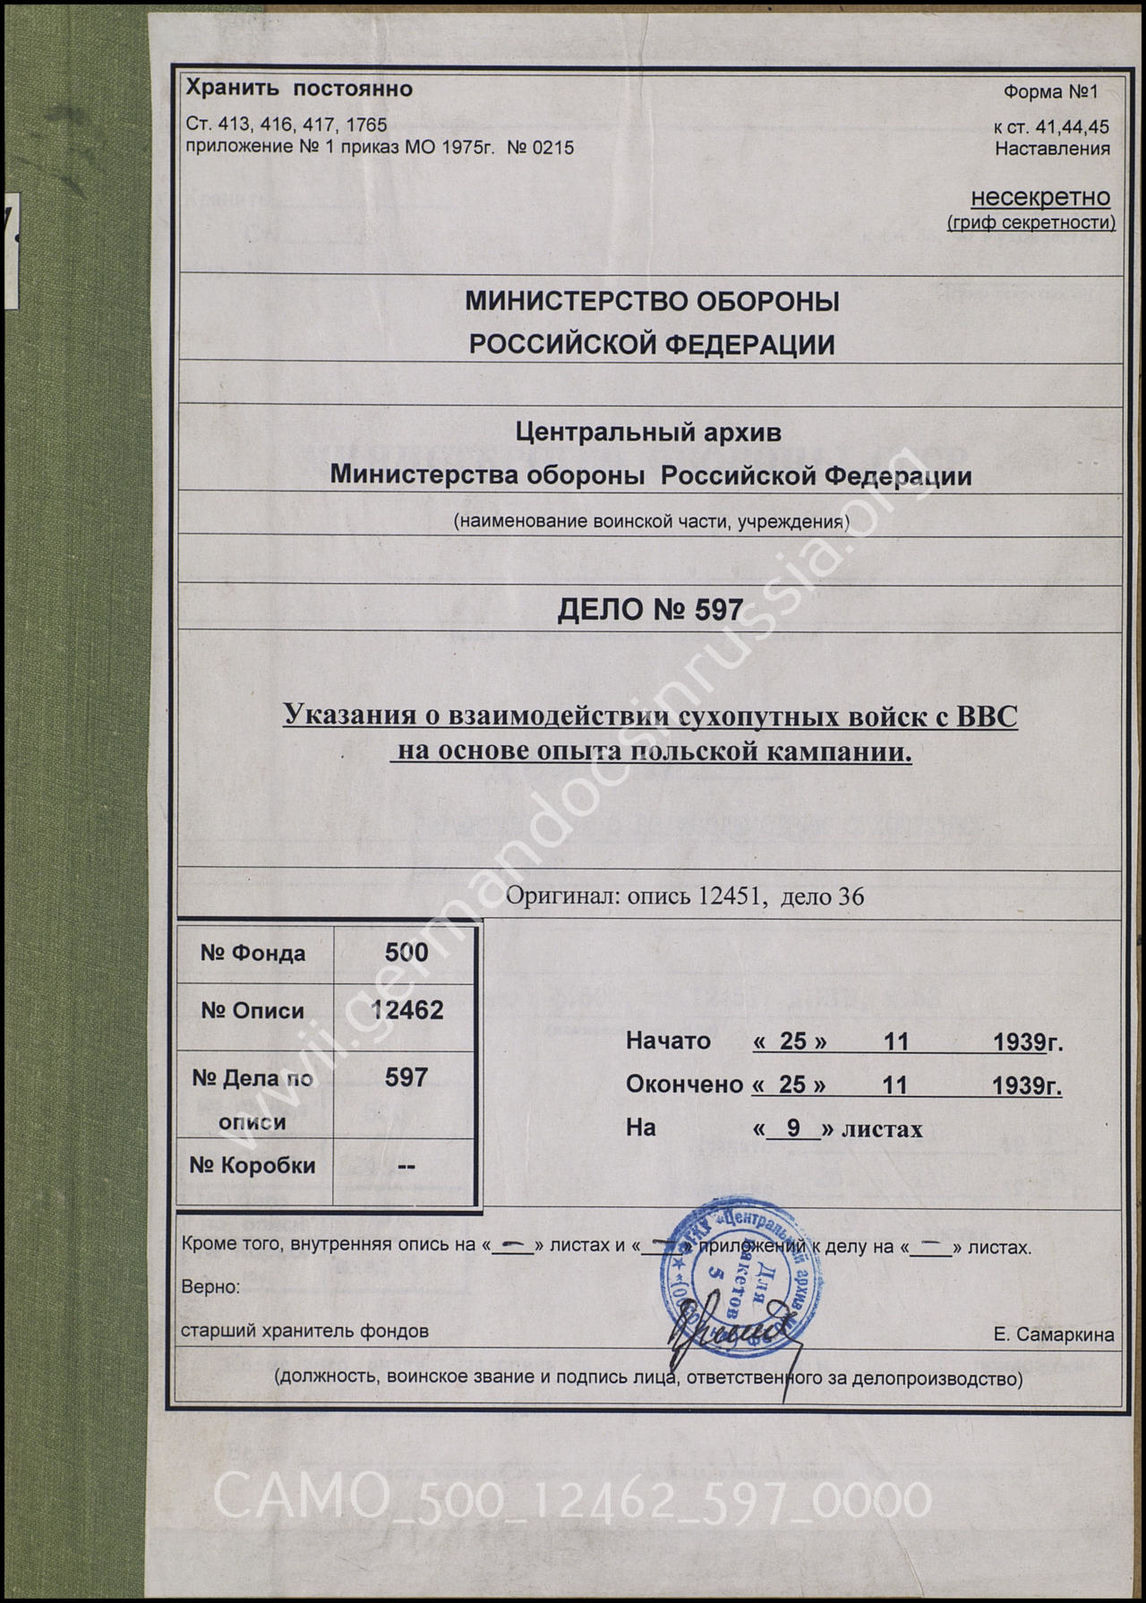 Хранить постоянно
Форма №1
Ст. 413, 416, 417, 1765
приложение № 1 приказ МО 1975г. № 0215
к ст. 41,44,45
Наставления
несекретно
(гриф секретности)
МИНИСТЕРСТВО ОБОРОНЫ
РОССИЙСКОЙ ФЕДЕРАЦИИ
Центральный архив
Министерства обороны Российской Федерации
(наименование воинской части, учреждения)
ДЕЛО № 597
Указания о взаимодействии сухопутных войск с ВВС
на основе опыта польской кампании.
Оригинал: опись 12451, дело 36
№ Фонда 500
№ Описи 12462
№ Дела по описи 597
№ Коробки --
Начато « 25 » 11 1939г.
Окончено « 25 » 11 1939г.
На « 9 » листах
Кроме того, внутренняя опись на « — » листах и « — » приложений к делу на « — » листах.
Верно:
старший хранитель фондов
Е. Самаркина
(должность, воинское звание и подпись лица, ответственного за делопроизводство)
«Центральный архив
Для
пакетов
5
www.germandocsinrussia.org
CAMO_500_12462_597_0000